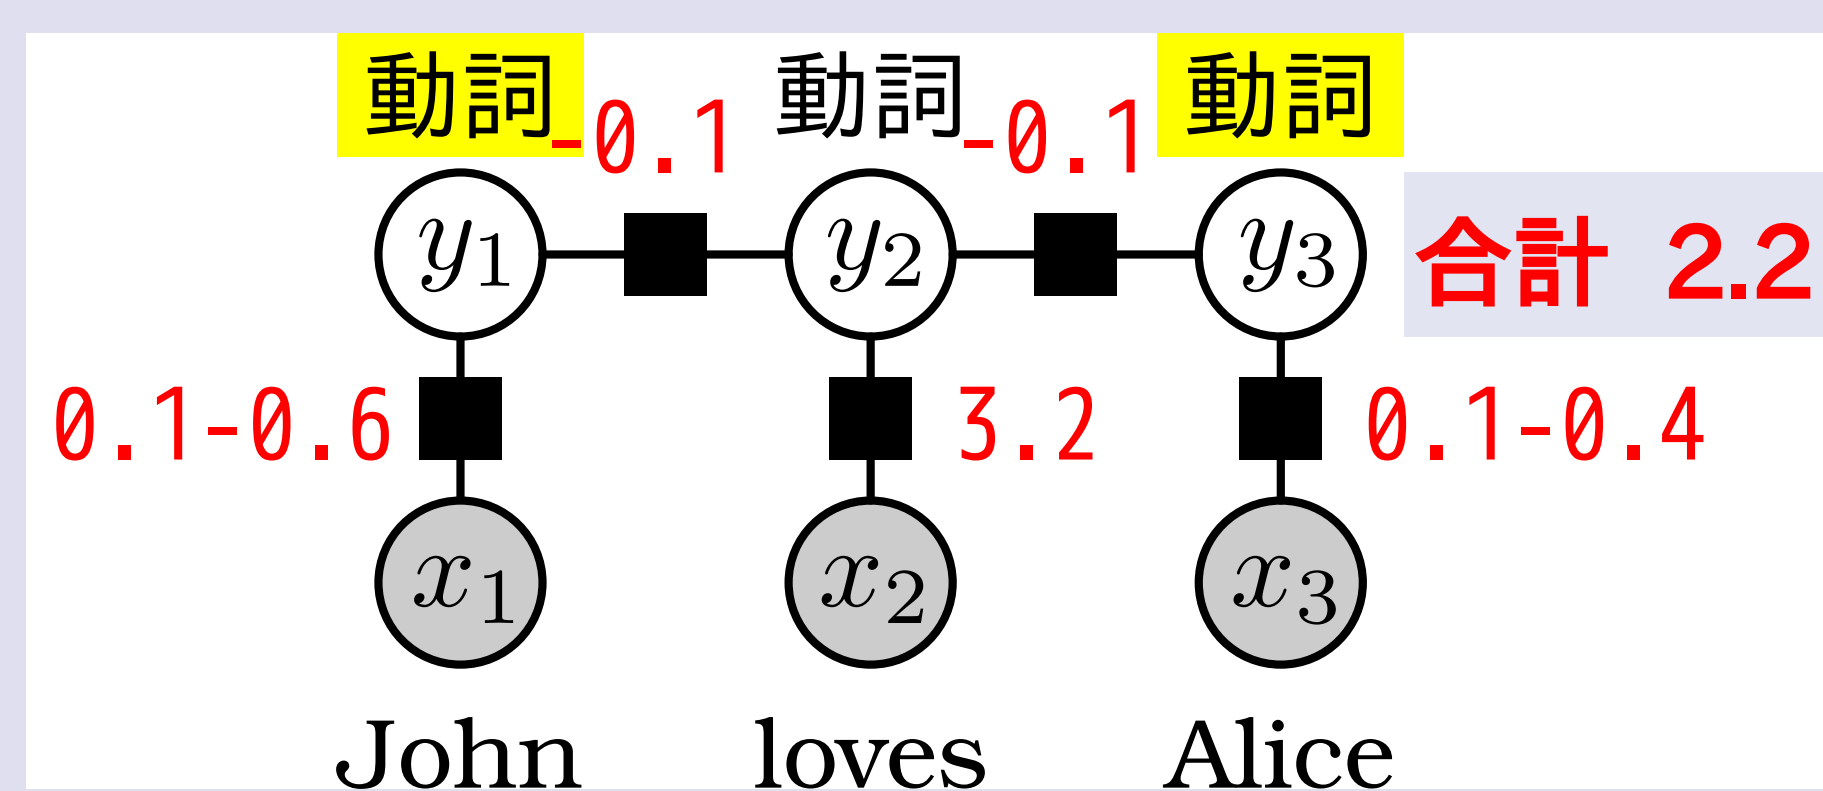 動詞 動詞 動詞
-0.1 -0.1
y1 y2 y3
合計 2.2
0.1-0.6 3.2 0.1-0.4
x1 x2 x3
John loves Alice